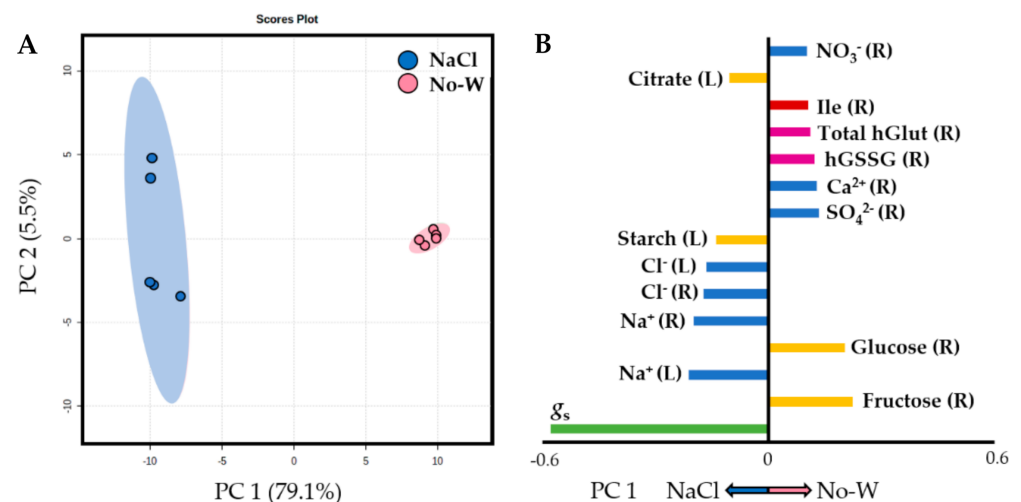 Scores Plot
A
NaCl
No-W
10
5
0
-5
-10
PC 2 (5.5%)
-10
-5
0
5
10
PC 1 (79.1%)
B
NO₃⁻ (R)
Citrate (L)
Ile (R)
Total hGlut (R)
hGSSG (R)
Ca²⁺ (R)
SO₄²⁻ (R)
Starch (L)
Cl⁻ (L)
Cl⁻ (R)
Na⁺ (R)
Glucose (R)
Na⁺ (L)
Fructose (R)
gₛ
-0.6 0 0.6
PC 1 NaCl No-W